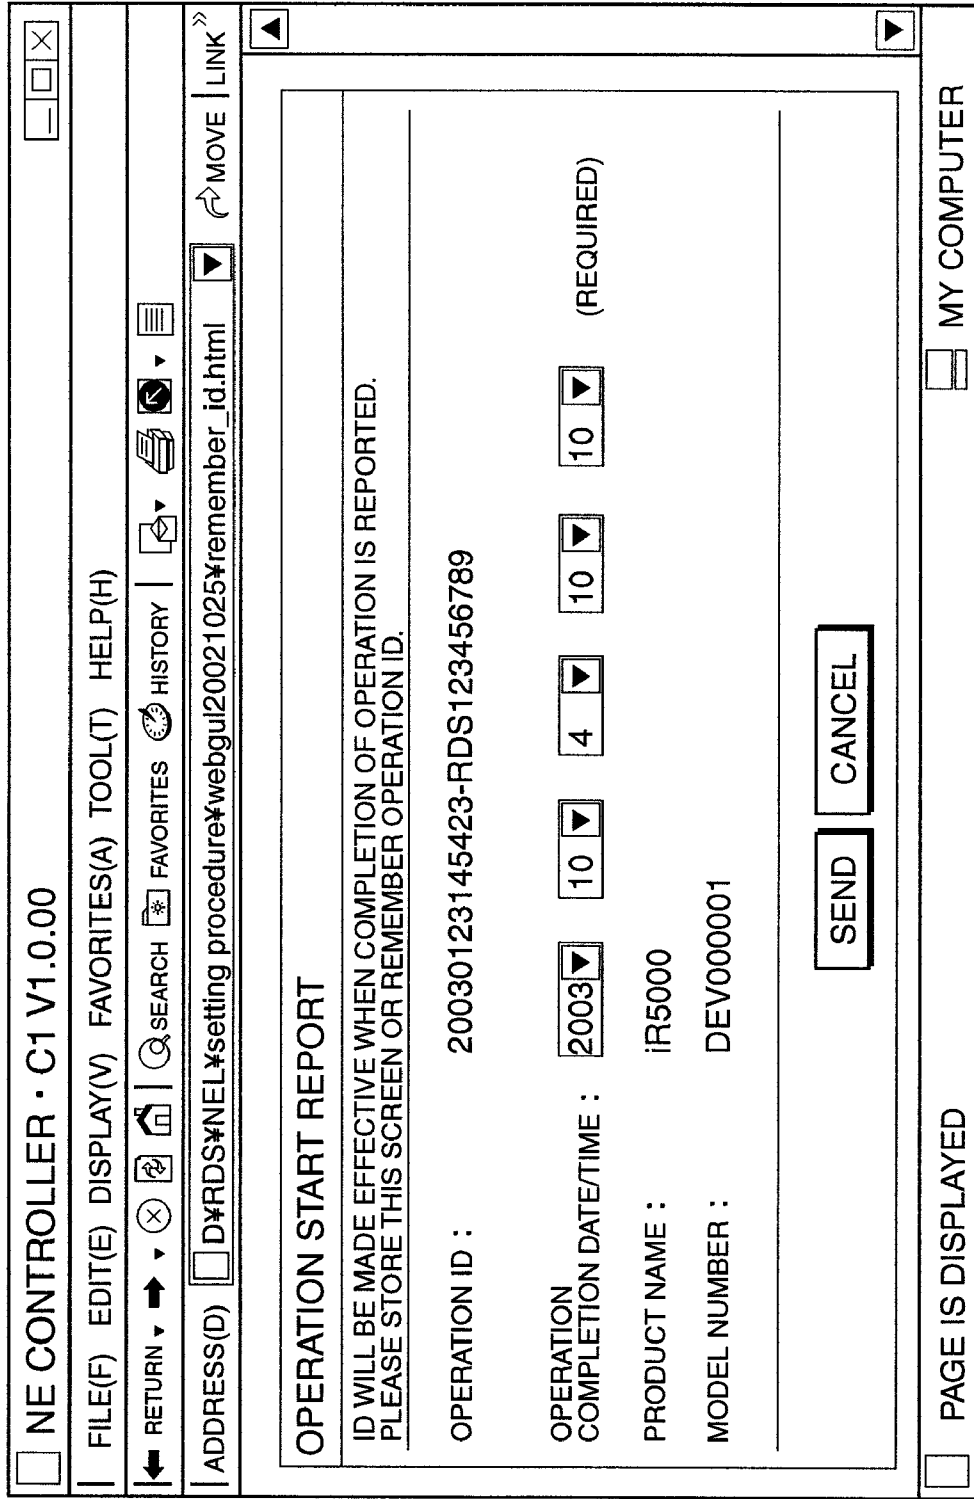 NE CONTROLLER・C1 V1.0.00
FILE(F) EDIT(E) DISPLAY(V) FAVORITES(A) TOOL(T) HELP(H)
RETURN SEARCH FAVORITES HISTORY
ADDRESS(D) D¥RDS¥NEL¥setting procedure¥webgul20021025¥remember_id.html MOVE LINK »
OPERATION START REPORT
ID WILL BE MADE EFFECTIVE WHEN COMPLETION OF OPERATION IS REPORTED.
PLEASE STORE THIS SCREEN OR REMEMBER OPERATION ID.
OPERATION ID : 20030123145423-RDS123456789
OPERATION
COMPLETION DATE/TIME : 2003 10 4 10 10 (REQUIRED)
PRODUCT NAME : iR5000
MODEL NUMBER : DEV000001
SEND CANCEL
PAGE IS DISPLAYED MY COMPUTER